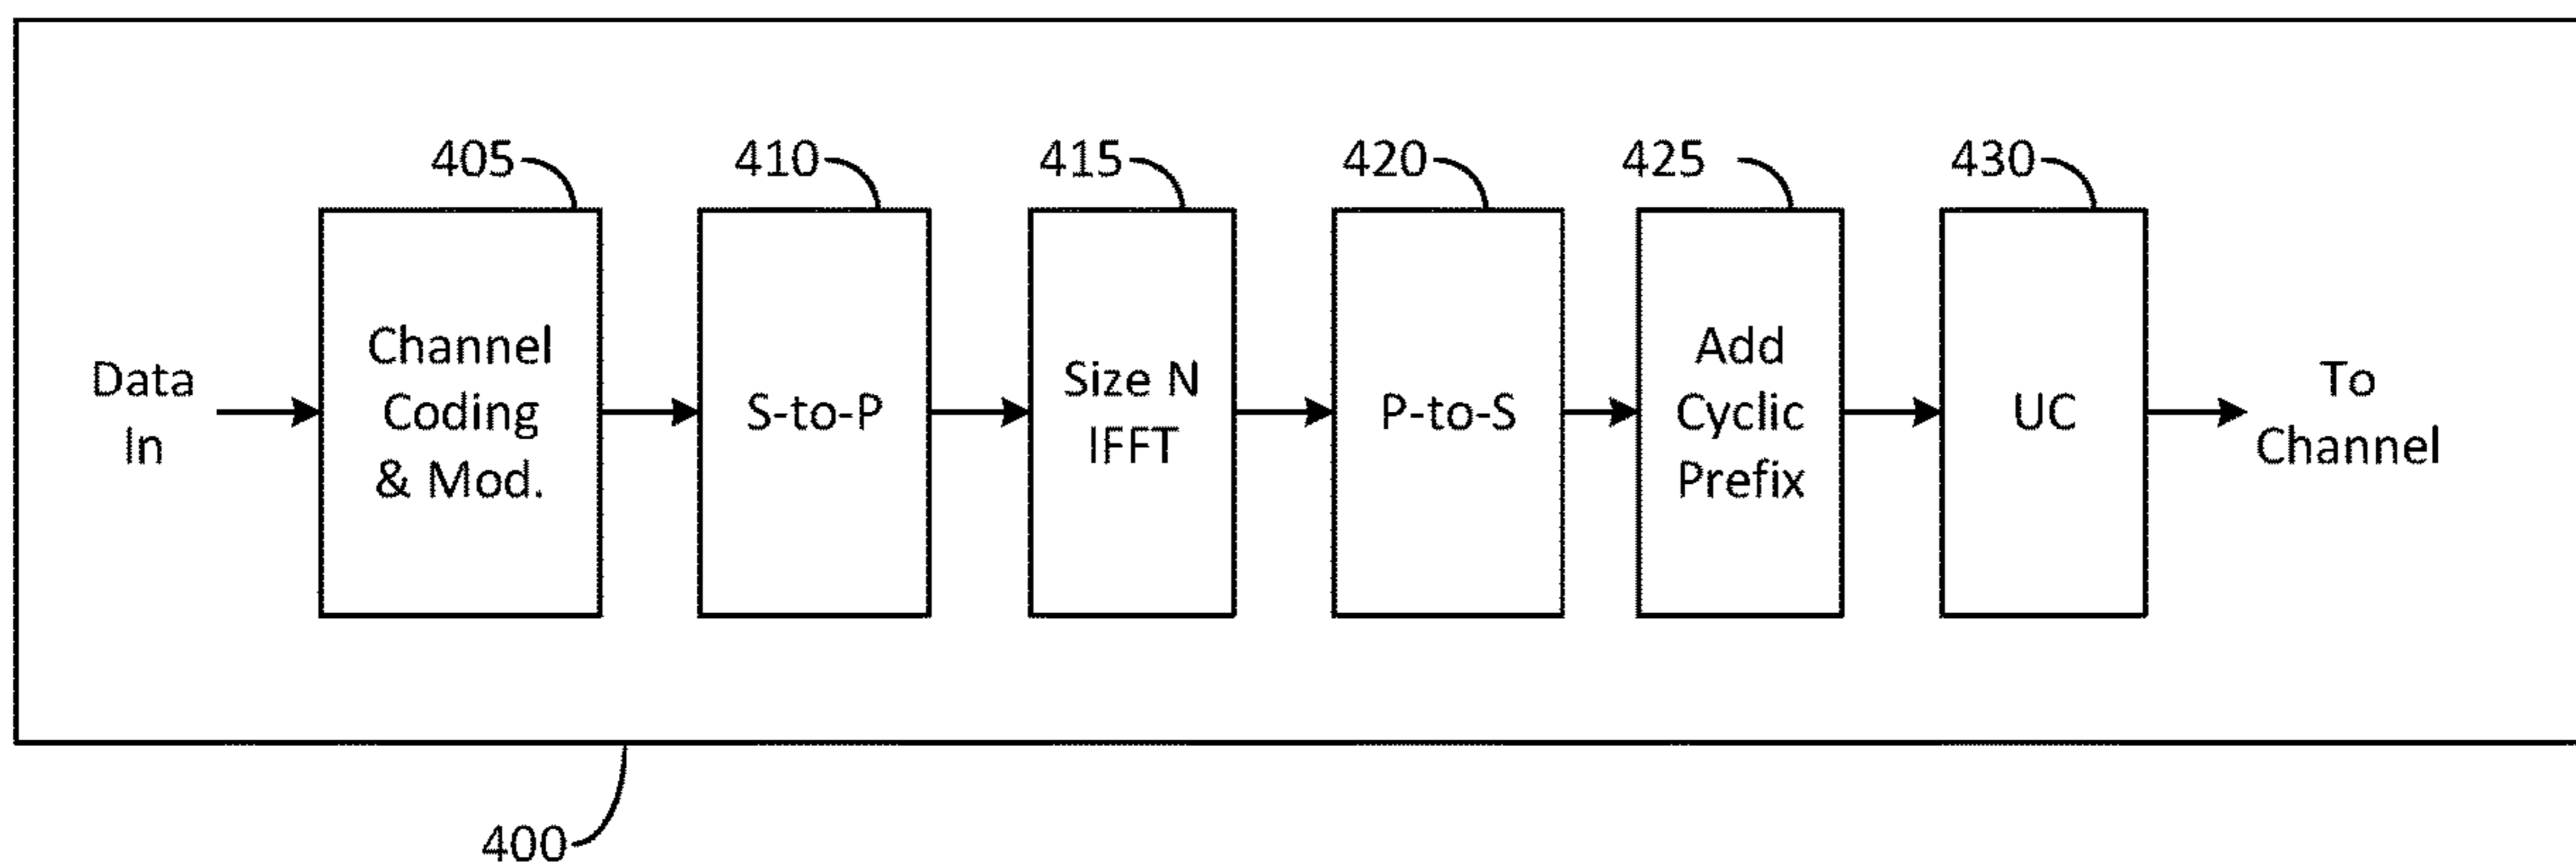 405
410
415
420
425
430
Data
In
Channel
Coding
& Mod.
S-to-P
Size N
IFFT
P-to-S
Add
Cyclic
Prefix
UC
To
Channel
400